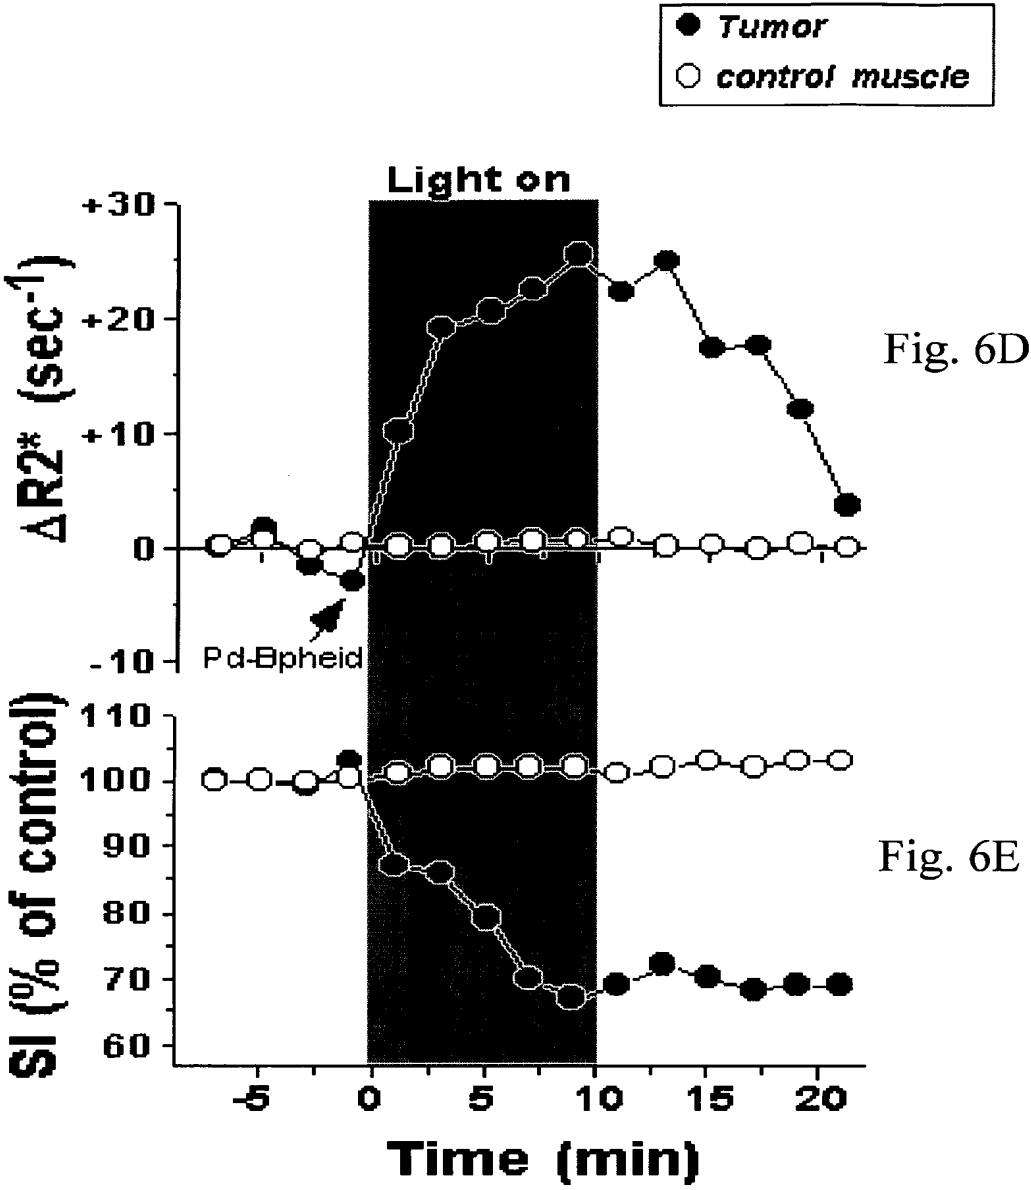 Tumor
control muscle
Light on
ΔR2* (sec-1)
+30
+20
+10
0
-10
Fig. 6D
Pd-Bpheid
SI (% of control)
110
100
90
80
70
60
Fig. 6E
-5 0 5 10 15 20
Time (min)